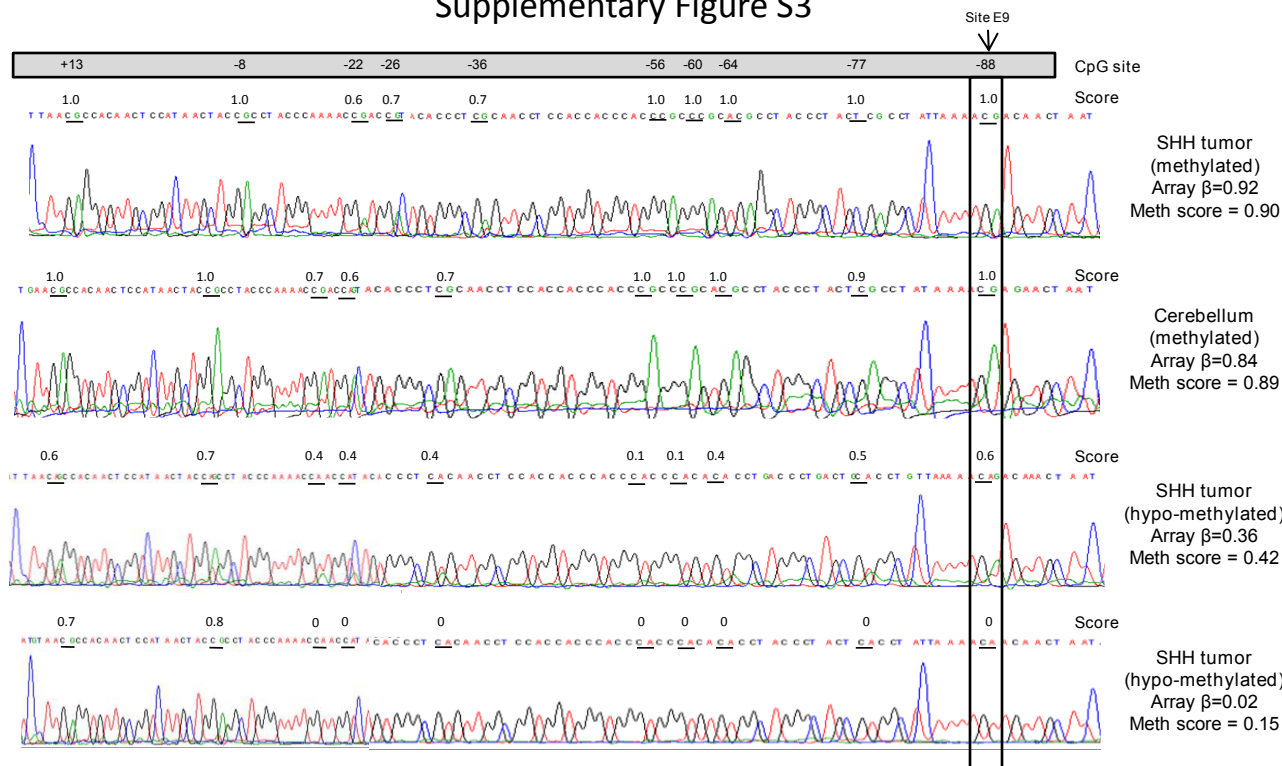 Supplementary Figure S3
Site E9
+13 -8 -22 -26 -36 -56 -60 -64 -77 -88 CpG site
1.0 1.0 0.6 0.7 0.7 1.0 1.0 1.0 1.0 1.0 Score
T TAACGCCACAACTCCATAACTACCGCCTACCCAAAACCGACCGTACACCCTCGCAACCTCCACCACCCACCCGCCCGCACGCCTACCCTACTCGCCTATTAAAACGACAACTAAT
SHH tumor
(methylated)
Array β=0.92
Meth score = 0.90
1.0 1.0 0.7 0.6 0.7 1.0 1.0 1.0 0.9 1.0 Score
TGAACGCCACAACTCCATAACTACCGCCTACCCAAAACCGACCATACACCCTCGCAACCTCCACCACCCACCCGCCCGCACGCCTACCCTACTCGCCTATAAAACGAGAACTAAT
Cerebellum
(methylated)
Array β=0.84
Meth score = 0.89
0.6 0.7 0.4 0.4 0.4 0.1 0.1 0.4 0.5 0.6 Score
TTAACAGCCACAACTCCATAACTACCAGCCTACCCAAAACCAACCATACACCCTCACAACCTCCACCACCCACCCACCCACACACCTGACCCTGACTCACCTGTTAAAAACAGACAAACTAAT
SHH tumor
(hypo-methylated)
Array β=0.36
Meth score = 0.42
0.7 0.8 0 0 0 0 0 0 0 0 Score
ATGTAACGCCACAACTCCATAACTACCGCCTACCCAAAACCAACCATACACCCTCACAACCTCCACCACCCACCCACCCACACACCTACCCTACTCACCTATTAAAACAACAACTAAT.
SHH tumor
(hypo-methylated)
Array β=0.02
Meth score = 0.15